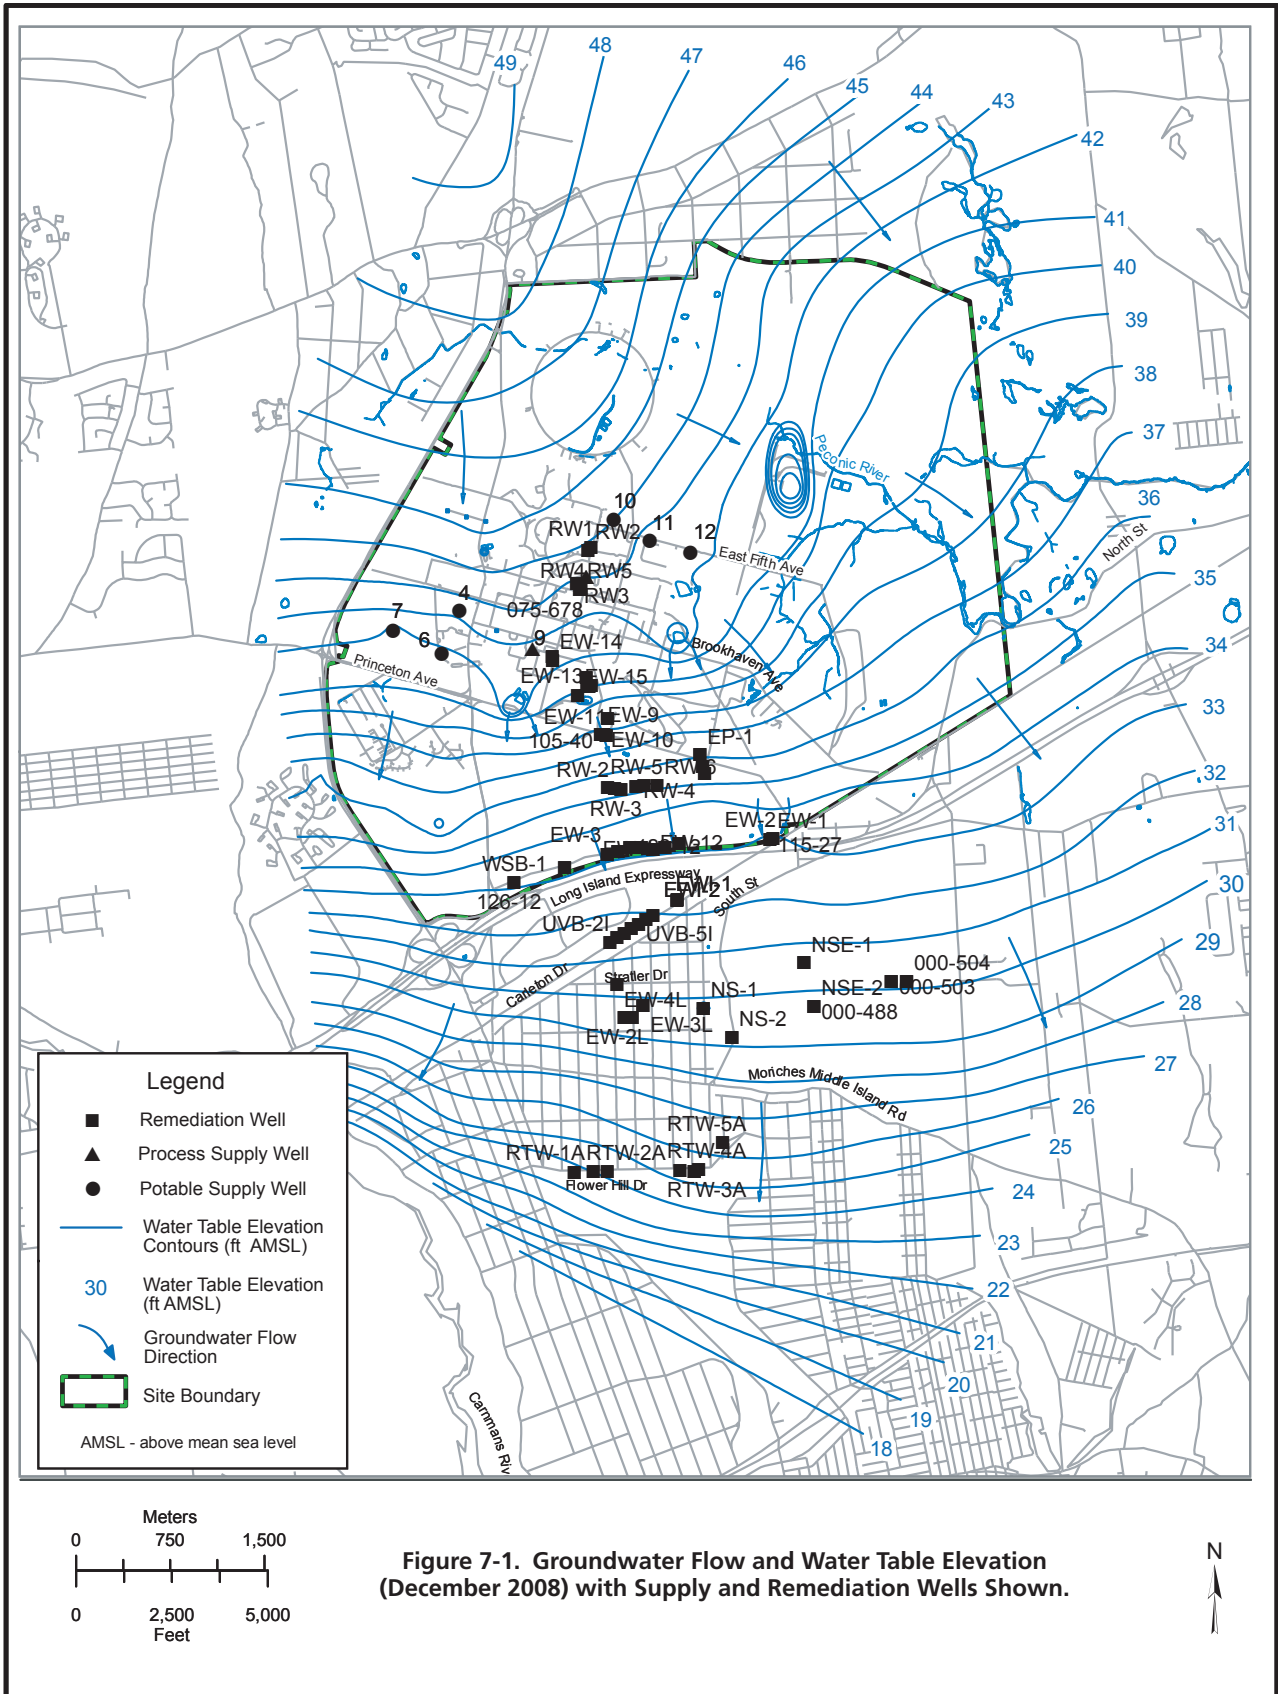 49
48
47
46
45
44
43
42
41
40
39
38
37
36
35
34
33
32
31
30
29
28
27
26
25
24
23
22
21
20
19
18
Peconic River
North St
10
11
12
RW1
RW2
East Fifth Ave
RW4
RW5
RW3
075-678
4
7
6
9
EW-14
Princeton Ave
Brookhaven Ave
EW-13
EW-15
EW-11
EW-9
105-40
EW-10
EP-1
RW-2
RW-5
RW-6
RW-4
RW-3
EW-2
EW-1
115-27
EW-3
EW-12
WSB-1
126-12
Long Island Expressway
EWI-1
EWI-2
South St
UVB-2I
UVB-5I
NSE-1
000-504
Carleton Dr
Stratler Dr
NSE-2
000-503
EW-4L
NS-1
000-488
EW-3L
NS-2
EW-2L
Moriches Middle Island Rd
RTW-5A
RTW-1A
RTW-2A
RTW-4A
Flower Hill Dr
RTW-3A
Carnmans Riv
Legend
Remediation Well
Process Supply Well
Potable Supply Well
Water Table Elevation
Contours (ft AMSL)
30
Water Table Elevation
(ft AMSL)
Groundwater Flow
Direction
Site Boundary
AMSL - above mean sea level
Meters
0 750 1,500
0 2,500 5,000
Feet
Figure 7-1. Groundwater Flow and Water Table Elevation
(December 2008) with Supply and Remediation Wells Shown.
N